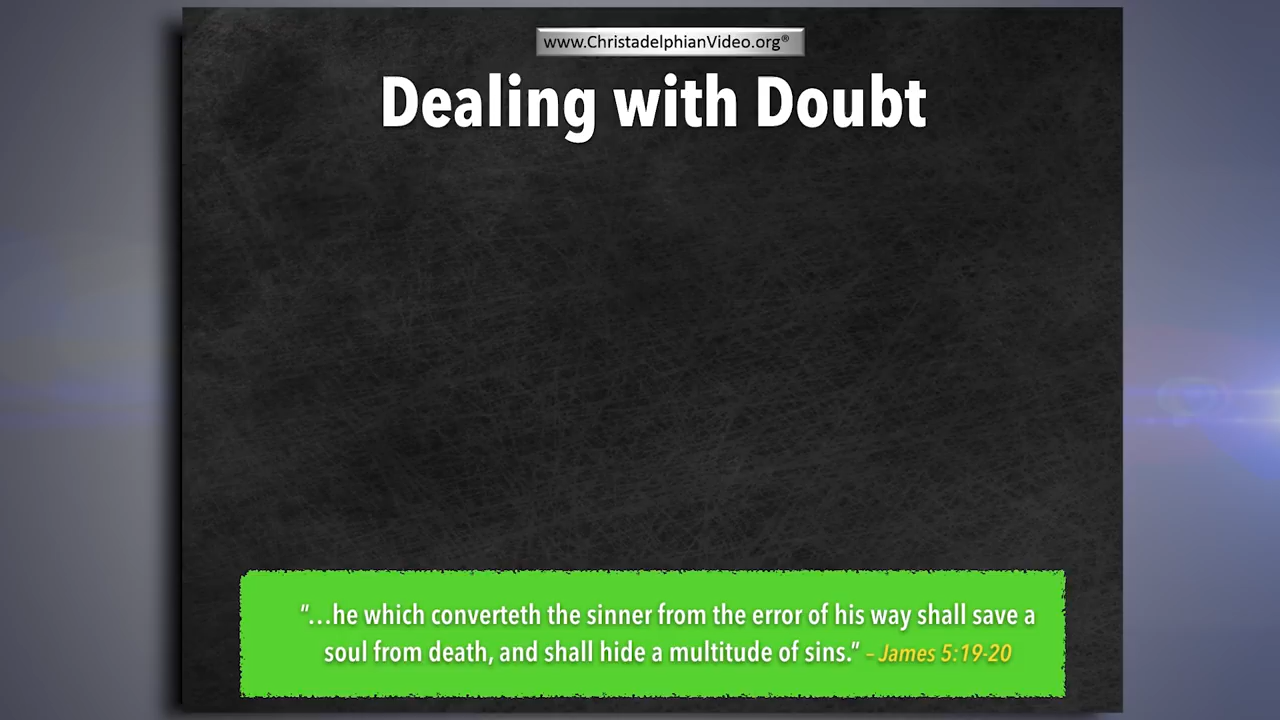 www.ChristadelphianVideo.org®
Dealing with Doubt
“…he which converteth the sinner from the error of his way shall save a
soul from death, and shall hide a multitude of sins.” – James 5:19-20